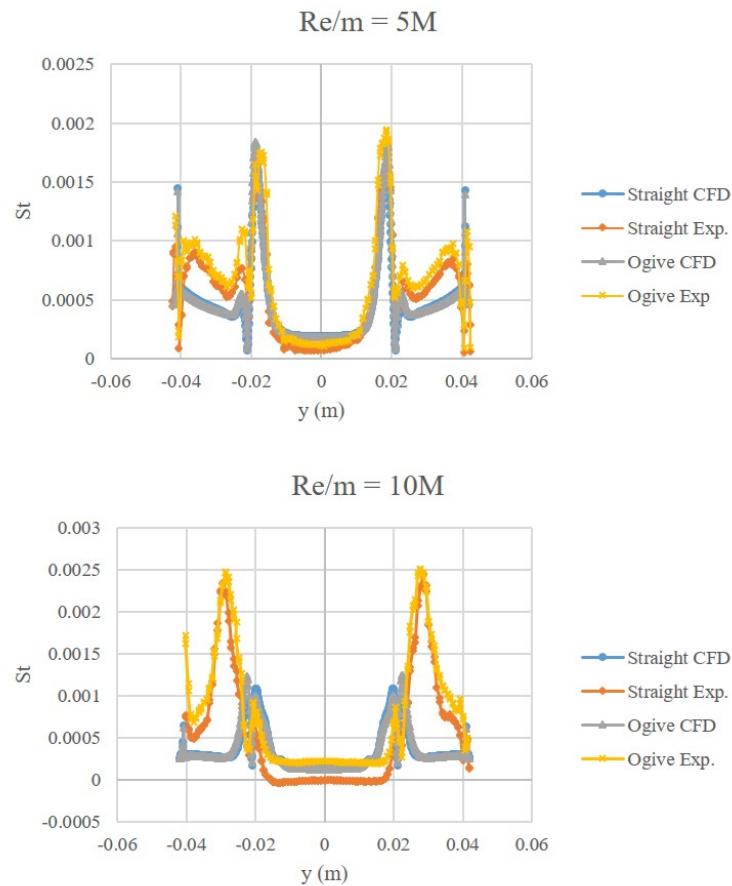 Re/m = 5M
0.0025
0.002
0.0015
0.001
0.0005
0
St
-0.06 -0.04 -0.02 0 0.02 0.04 0.06
y (m)
Straight CFD
Straight Exp.
Ogive CFD
Ogive Exp
Re/m = 10M
0.003
0.0025
0.002
0.0015
0.001
0.0005
0
-0.0005
St
-0.06 -0.04 -0.02 0 0.02 0.04 0.06
y (m)
Straight CFD
Straight Exp.
Ogive CFD
Ogive Exp.